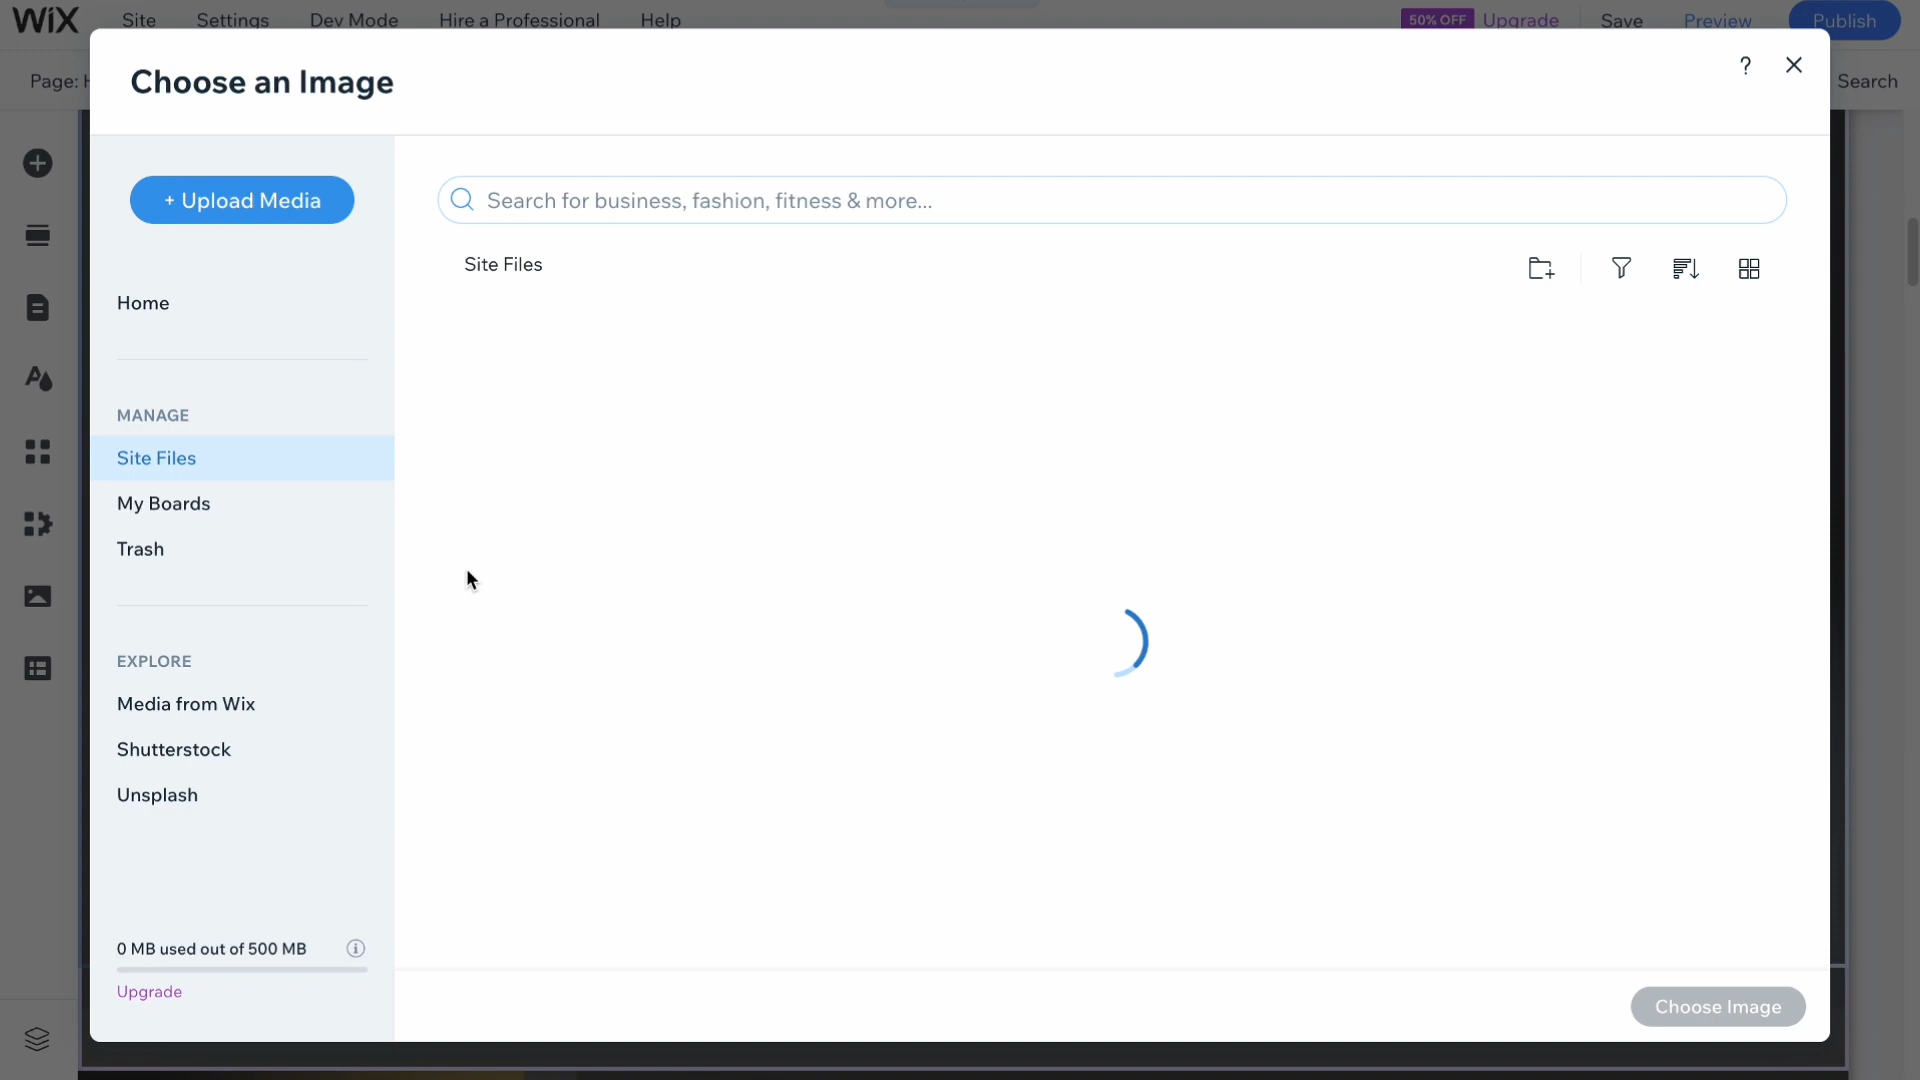 WiX Site Settings Dev Mode Hire a Professional Help 50% OFF Upgrade Save Preview Publish
Page: H
Search
Choose an Image
?
+ Upload Media
Search for business, fashion, fitness & more...
Site Files
Home
MANAGE
Site Files
My Boards
Trash
EXPLORE
Media from Wix
Shutterstock
Unsplash
0 MB used out of 500 MB
Upgrade
Choose Image